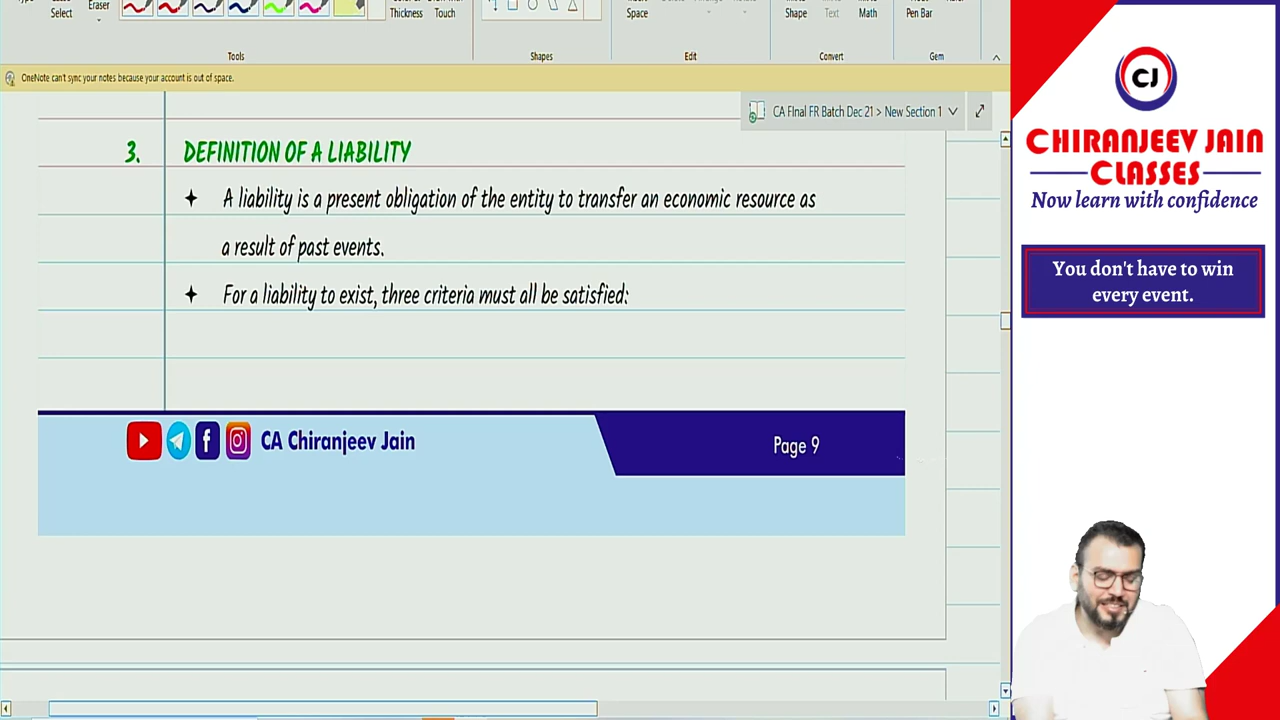 Eraser
Select
Thickness
Touch
Space
Shape
Text
Math
Pen Bar
Tools
Shapes
Edit
Convert
Gem
OneNote can't sync your notes because your account is out of space.
CA FInal FR Batch Dec 21 > New Section 1
3. DEFINITION OF A LIABILITY
✦ A liability is a present obligation of the entity to transfer an economic resource as
a result of past events.
✦ For a liability to exist, three criteria must all be satisfied:
CA Chiranjeev Jain
Page 9
CJ
CHIRANJEEV JAIN
CLASSES
Now learn with confidence
You don't have to win
every event.